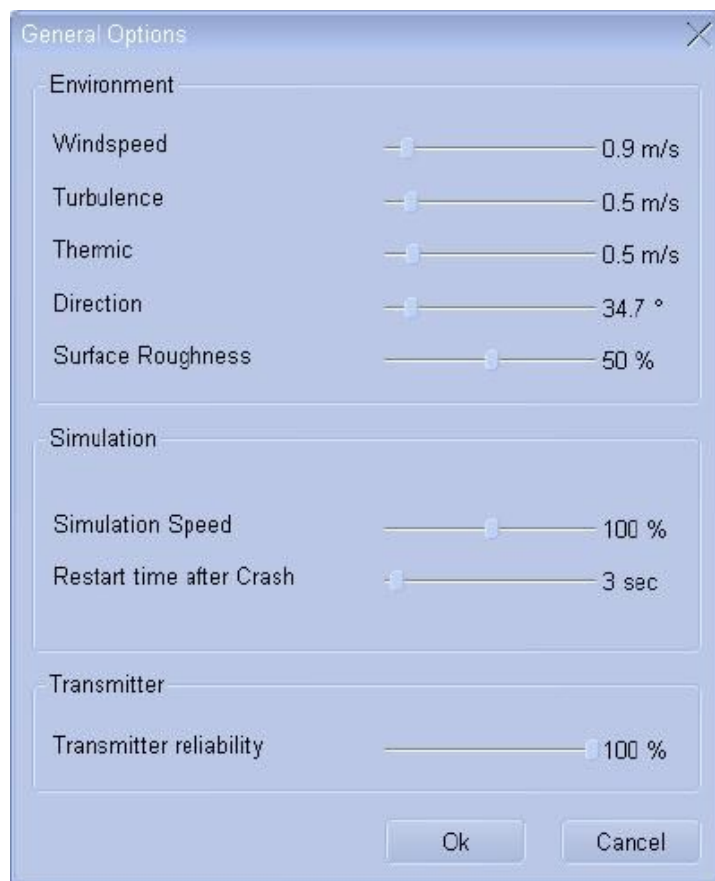 General Options
Environment
Windspeed 0.9 m/s
Turbulence 0.5 m/s
Thermic 0.5 m/s
Direction 34.7 °
Surface Roughness 50 %
Simulation
Simulation Speed 100 %
Restart time after Crash 3 sec
Transmitter
Transmitter reliability 100 %
Ok Cancel